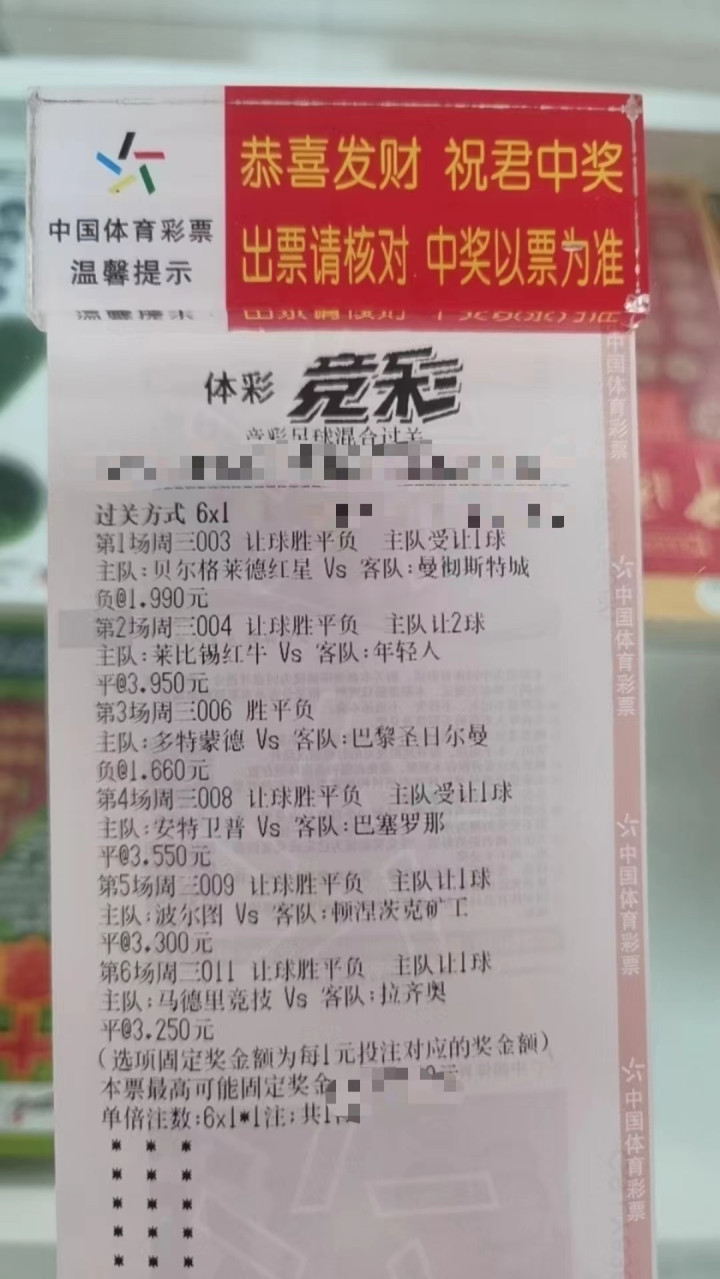 恭喜发财 祝君中奖
中国体育彩票
温馨提示
出票请核对 中奖以票为准
体彩 竞彩
竞彩足球混合过关
过关方式 6x1
第1场周三003 让球胜平负 主队受让1球
主队:贝尔格莱德红星 Vs 客队:曼彻斯特城
负@1.990元
第2场周三004 让球胜平负 主队让2球
主队:莱比锡红牛 Vs 客队:年轻人
平@3.950元
第3场周三006 胜平负
主队:多特蒙德 Vs 客队:巴黎圣日尔曼
负@1.660元
第4场周三008 让球胜平负 主队受让1球
主队:安特卫普 Vs 客队:巴塞罗那
平@3.550元
第5场周三009 让球胜平负 主队让1球
主队:波尔图 Vs 客队:顿涅茨克矿工
平@3.300元
第6场周三011 让球胜平负 主队让1球
主队:马德里竞技 Vs 客队:拉齐奥
平@3.250元
(选项固定奖金额为每1元投注对应的奖金额)
本票最高可能固定奖金
单倍注数:6x1*1注;共1
* * *
* * *
* * *
* * *
* * *
中国体育彩票
中国体育彩票
中国体育彩票
中国体育彩票